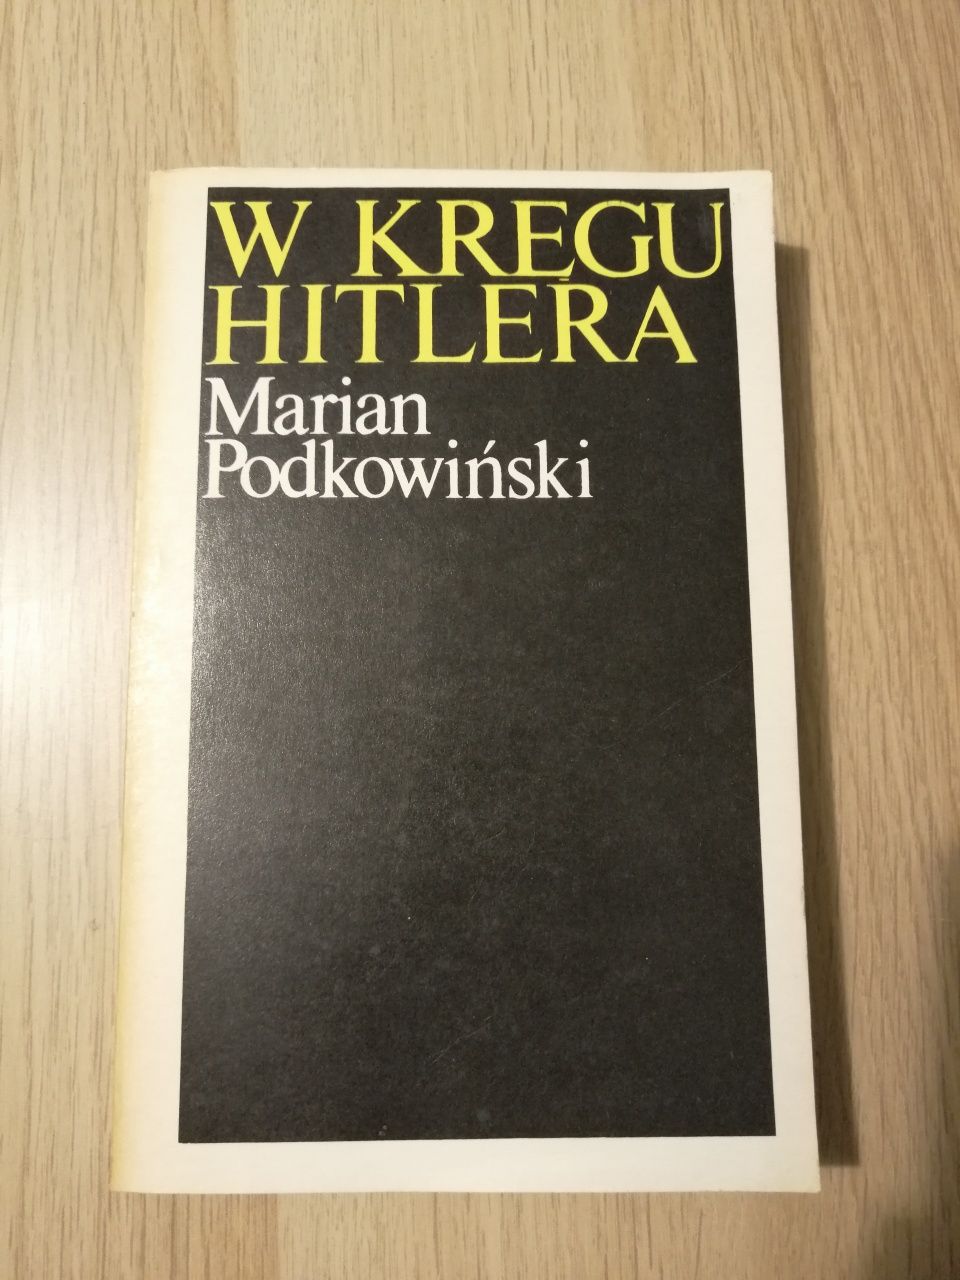 W KRĘGU
HITLERA
Marian
Podkowiński